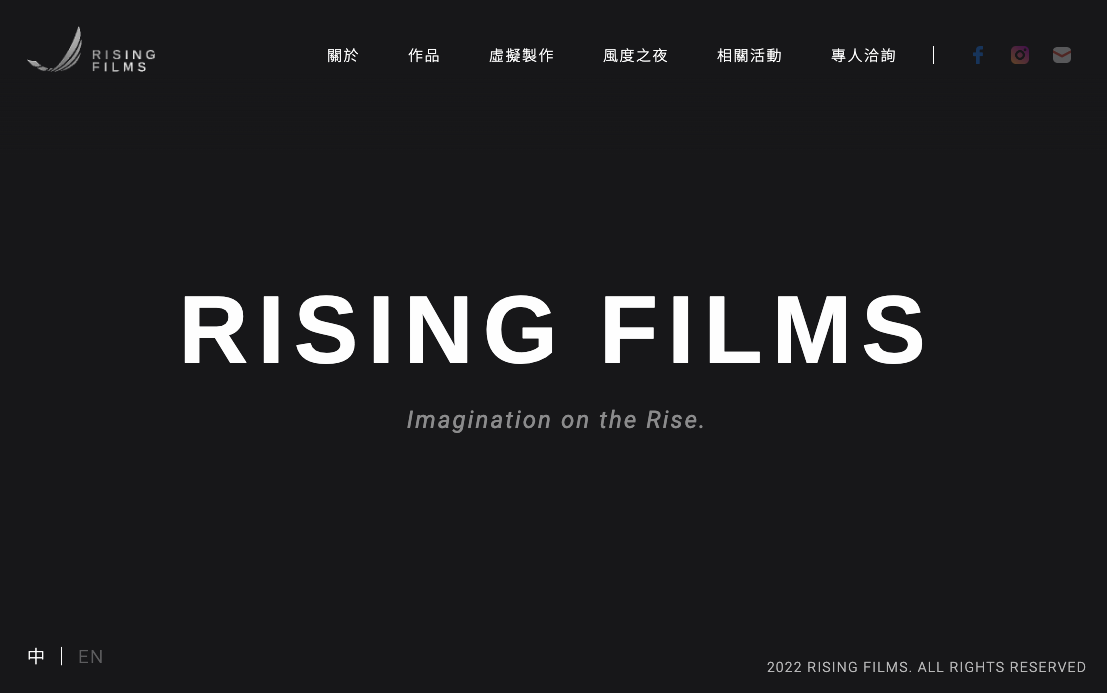 RISING
FILMS
關於 作品 虛擬製作 風度之夜 相關活動 專人洽詢
RISING FILMS
Imagination on the Rise.
中 | EN
2022 RISING FILMS. ALL RIGHTS RESERVED